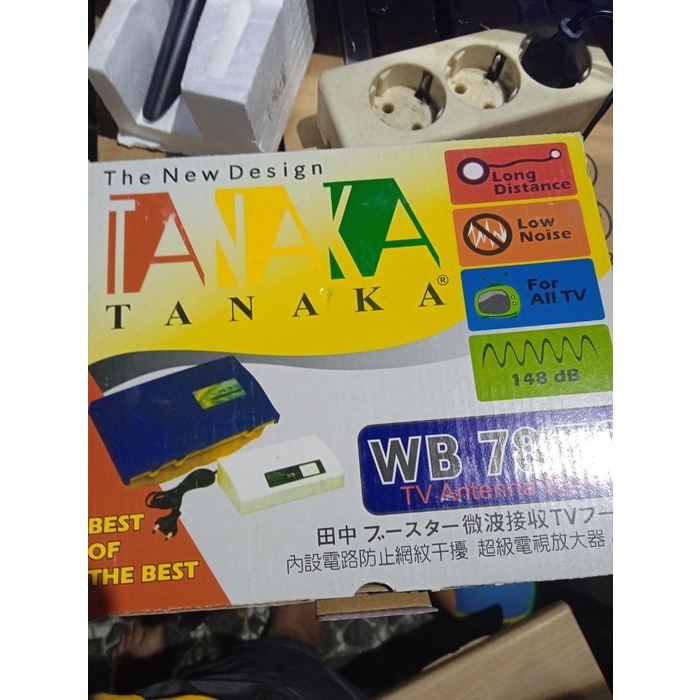 The New Design
TANAKA
TANAKA®
Long
Distance
Low
Noise
For
All TV
148 dB
WB 78
TV Antenna
BEST
OF
THE BEST
田中 ブースター 微波接収TVブー
內設電路防止網紋干擾 超級電視放大器